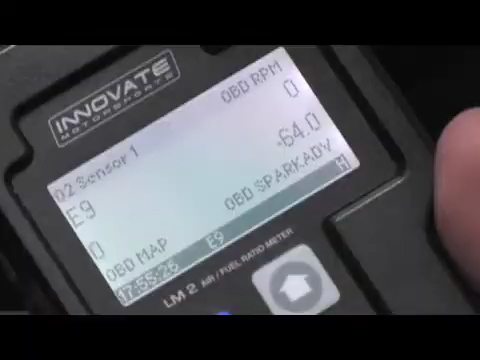 INNOVATE
MOTORSPORTS
O2 Sensor 1
E9
OBD RPM
0
0
OBD MAP
-64.0
OBD SPARKADV
17:55:26 E9
LM 2 AIR / FUEL RATIO METER